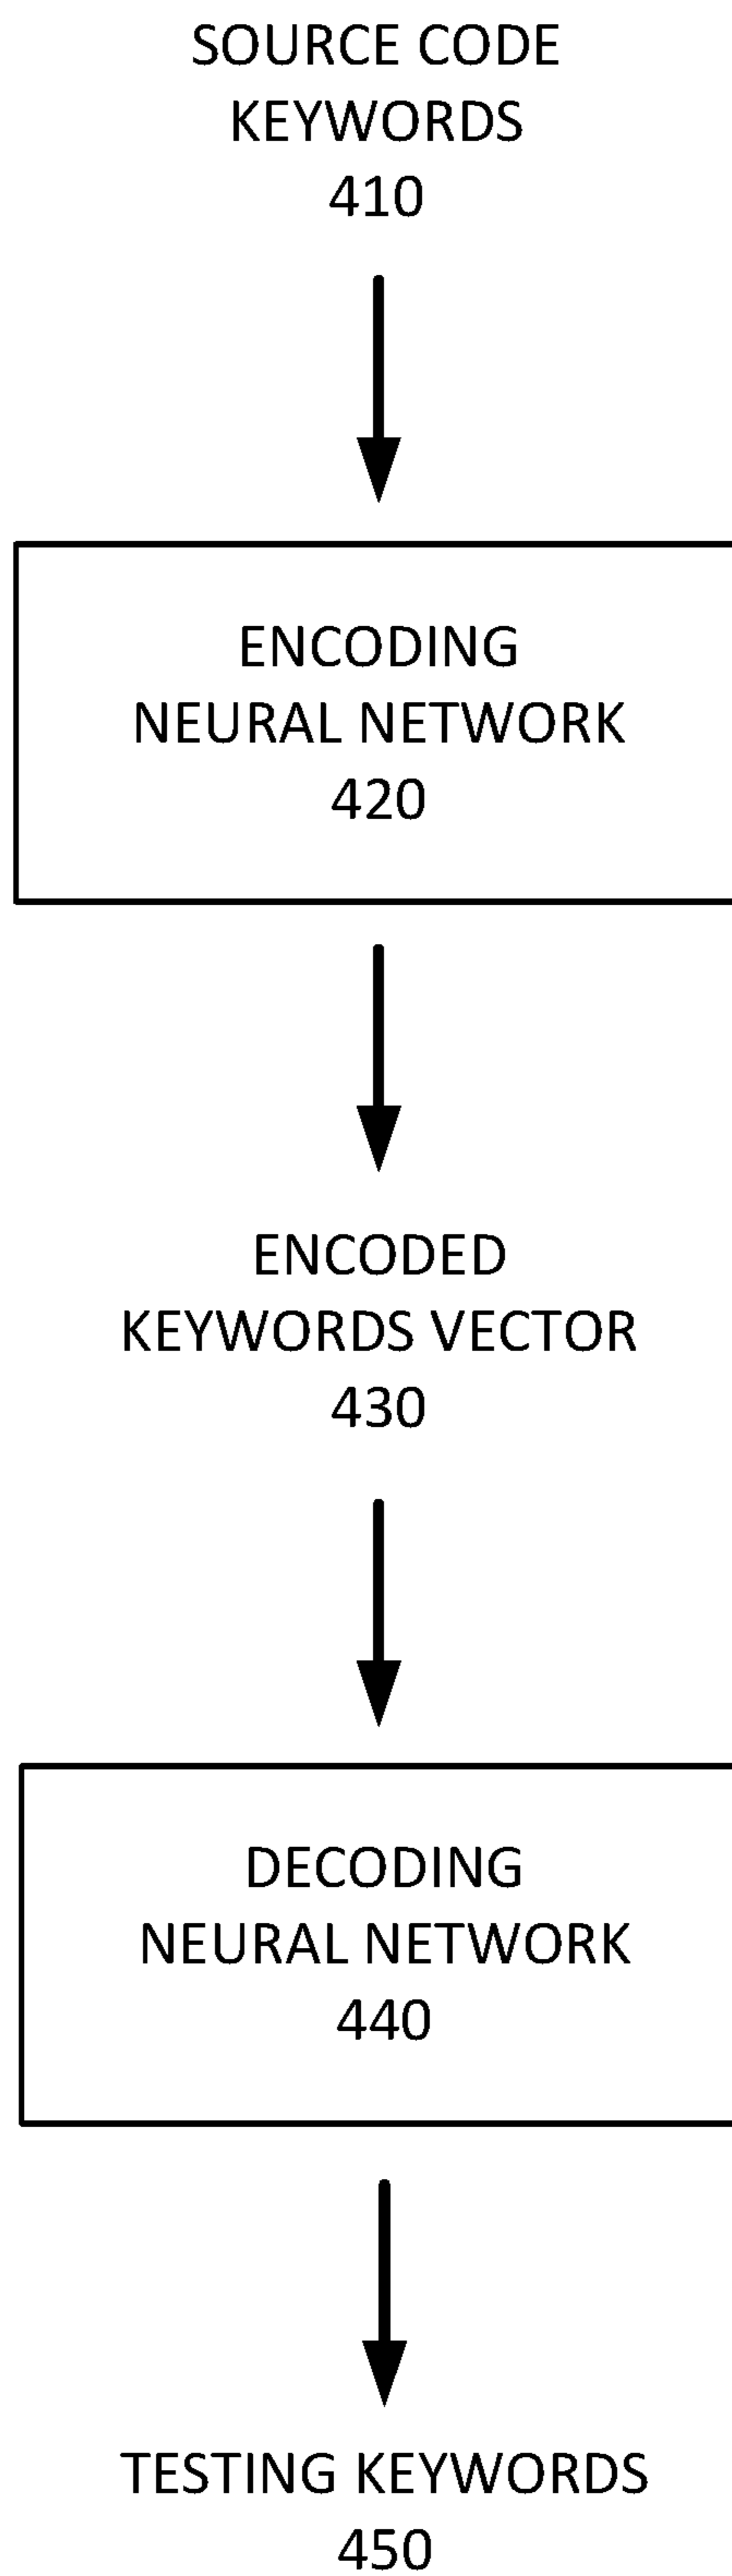 SOURCE CODE
KEYWORDS
410
ENCODING
NEURAL NETWORK
420
ENCODED
KEYWORDS VECTOR
430
DECODING
NEURAL NETWORK
440
TESTING KEYWORDS
450